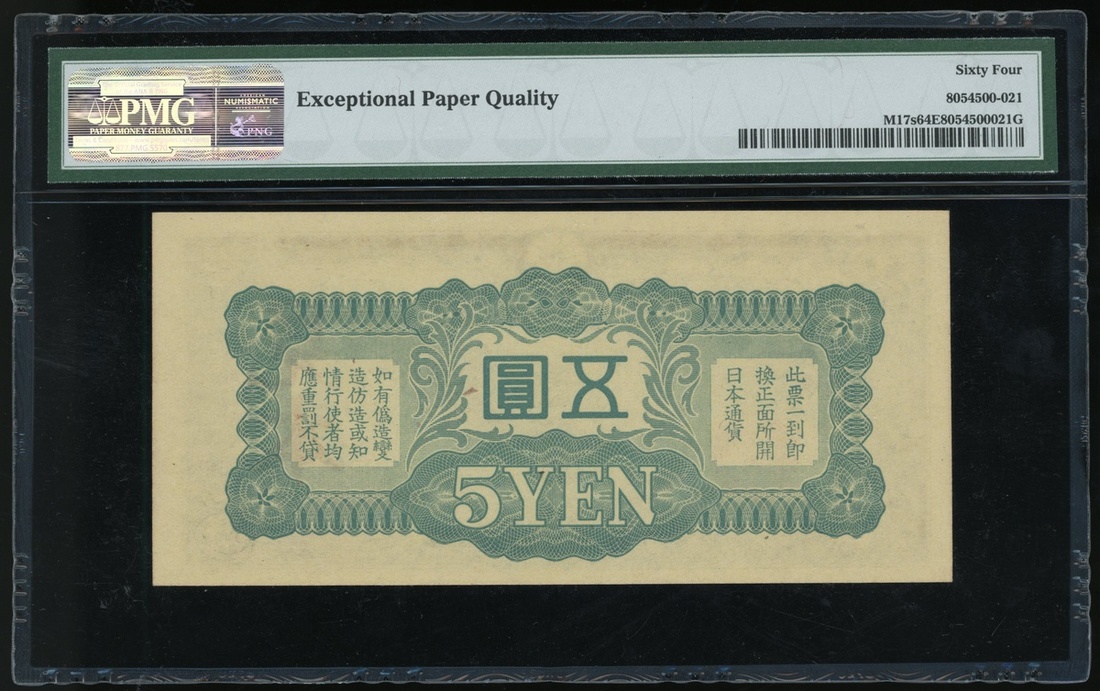 PMG
PAPER MONEY GUARANTY
NUMISMATIC
PNG
Exceptional Paper Quality
Sixty Four
8054500-021
M17s64E8054500021G
圓五
此票一到即
換正面所開
日本通貨
如有僞造變
造仿造或知
情行使者均
應重罰不貸
5YEN